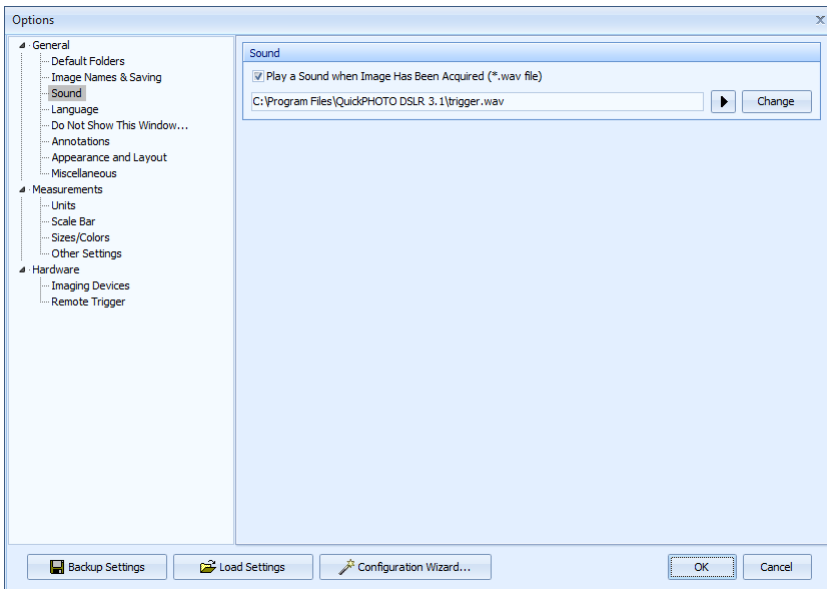 Options
General
Default Folders
Image Names & Saving
Sound
Language
Do Not Show This Window...
Annotations
Appearance and Layout
Miscellaneous
Measurements
Units
Scale Bar
Sizes/Colors
Other Settings
Hardware
Imaging Devices
Remote Trigger
Sound
Play a Sound when Image Has Been Acquired (*.wav file)
C:\Program Files\QuickPHOTO DSLR 3.1\trigger.wav
Change
Backup Settings
Load Settings
Configuration Wizard...
OK
Cancel